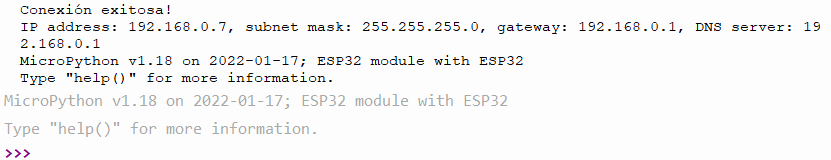 Conexión exitosa!
IP address: 192.168.0.7, subnet mask: 255.255.255.0, gateway: 192.168.0.1, DNS server: 19
2.168.0.1
MicroPython v1.18 on 2022-01-17; ESP32 module with ESP32
Type "help()" for more information.
MicroPython v1.18 on 2022-01-17; ESP32 module with ESP32
Type "help()" for more information.
>>>